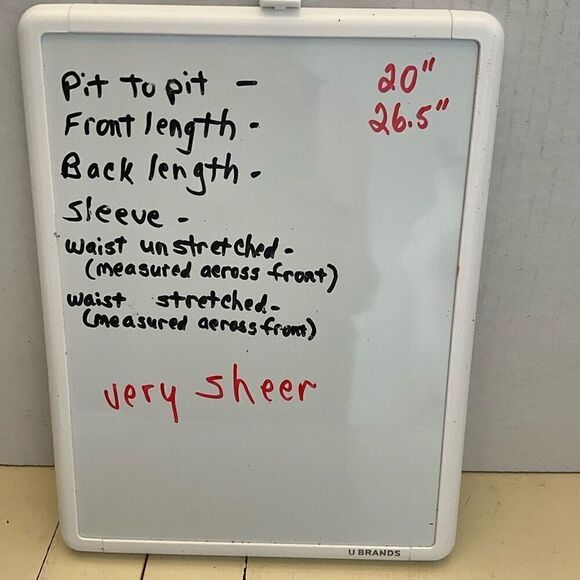 Pit to pit - 20"
Front length - 26.5"
Back length -
Sleeve -
waist unstretched -
(measured across front)
waist stretched -
(measured across front)
very sheer
U BRANDS